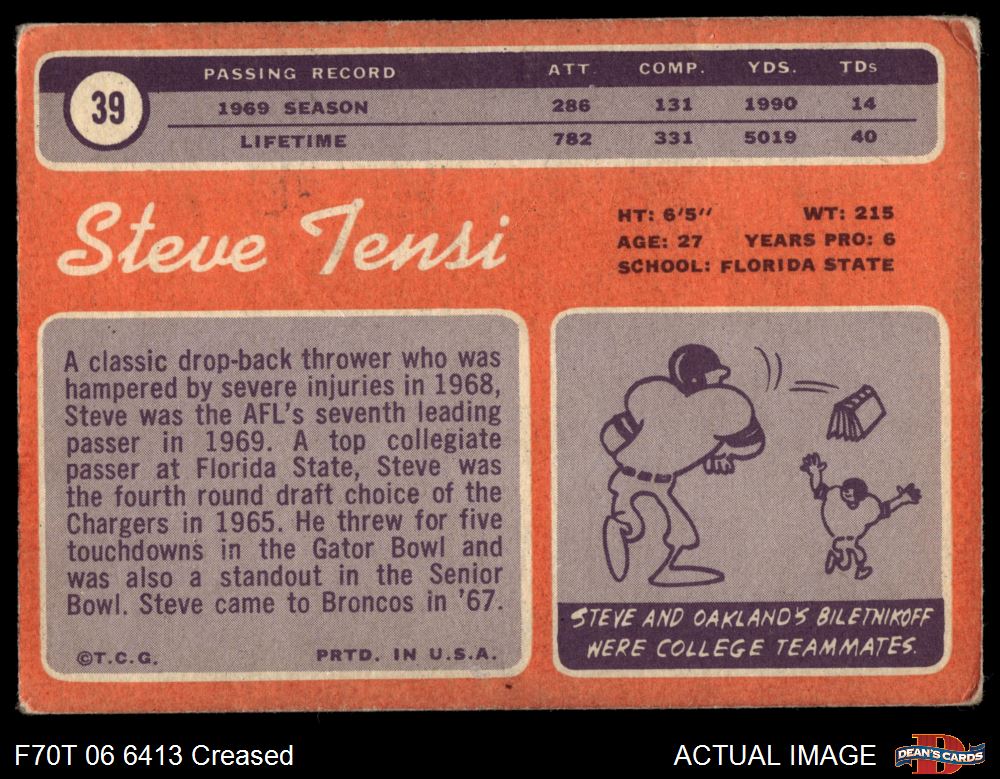 39
PASSING RECORD ATT. COMP. YDS. TDs
1969 SEASON 286 131 1990 14
LIFETIME 782 331 5019 40
Steve Tensi
HT: 6'5" WT: 215
AGE: 27 YEARS PRO: 6
SCHOOL: FLORIDA STATE
A classic drop-back thrower who was
hampered by severe injuries in 1968,
Steve was the AFL's seventh leading
passer in 1969. A top collegiate
passer at Florida State, Steve was
the fourth round draft choice of the
Chargers in 1965. He threw for five
touchdowns in the Gator Bowl and
was also a standout in the Senior
Bowl. Steve came to Broncos in '67.
©T.C.G. PRTD. IN U.S.A.
STEVE AND OAKLAND'S BILETNIKOFF
WERE COLLEGE TEAMMATES.
F70T 06 6413 Creased
ACTUAL IMAGE
DEAN'S CARDS